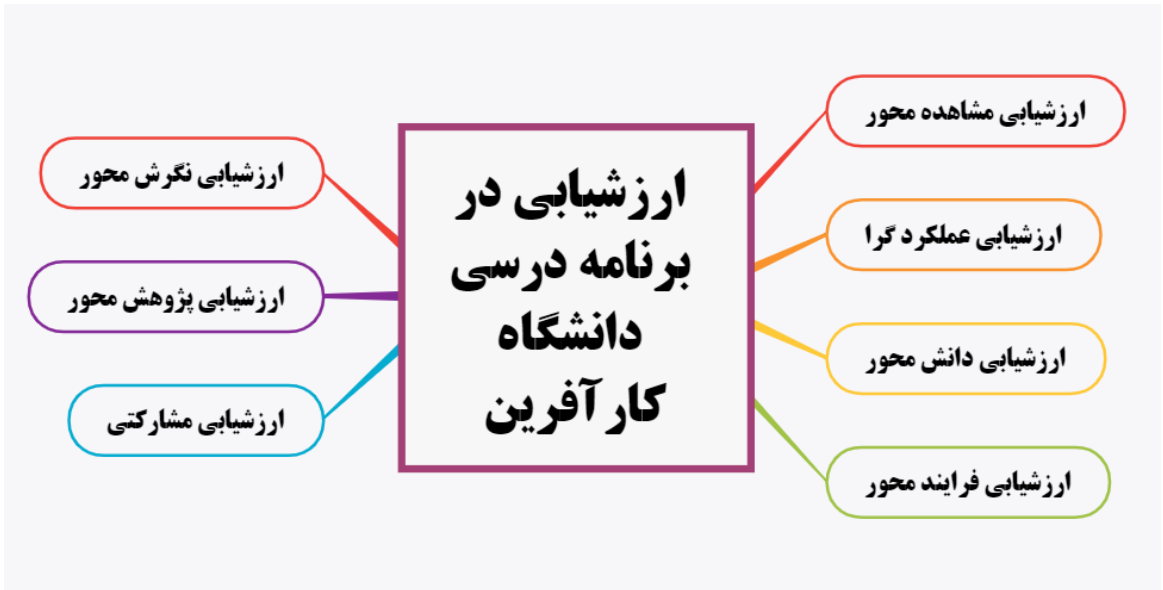 ارزشیابی در
برنامه درسی
دانشگاه
کارآفرین
ارزشیابی مشاهده محور
ارزشیابی عملکرد گرا
ارزشیابی دانش محور
ارزشیابی فرایند محور
ارزشیابی نگرش محور
ارزشیابی پژوهش محور
ارزشیابی مشارکتی